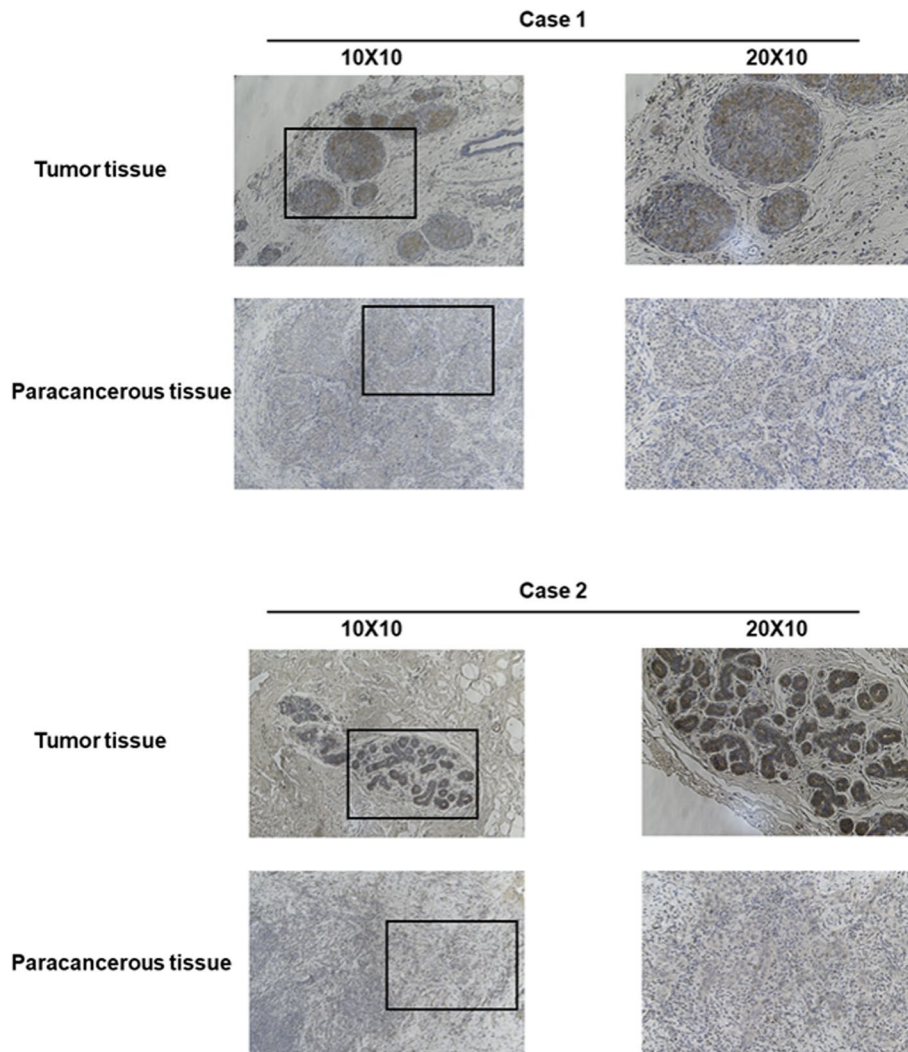 Case 1
10X10 20X10
Tumor tissue
Paracancerous tissue
Case 2
10X10 20X10
Tumor tissue
Paracancerous tissue